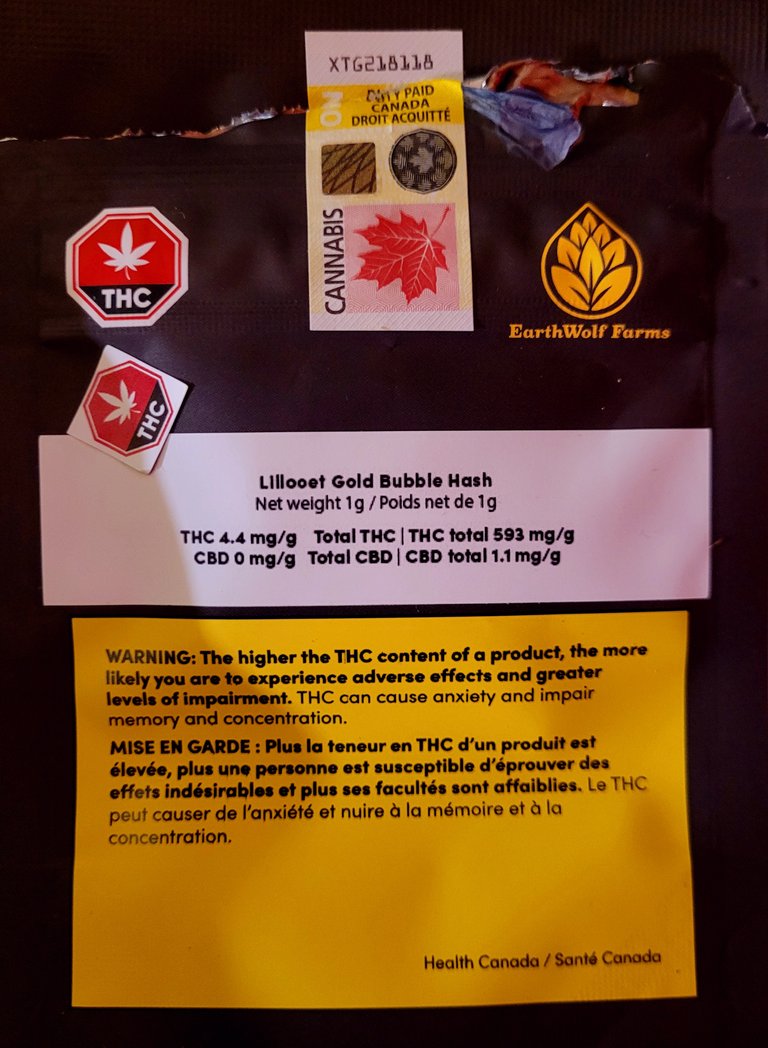 XTG218118
ON
DUTY PAID
CANADA
DROIT ACQUITTÉ
CANNABIS
THC
EarthWolf Farms
THC
Lillooet Gold Bubble Hash
Net weight 1g / Poids net de 1g
THC 4.4 mg/g Total THC | THC total 593 mg/g
CBD 0 mg/g Total CBD | CBD total 1.1 mg/g
WARNING: The higher the THC content of a product, the more
likely you are to experience adverse effects and greater
levels of impairment. THC can cause anxiety and impair
memory and concentration.
MISE EN GARDE : Plus la teneur en THC d'un produit est
élevée, plus une personne est susceptible d'éprouver des
effets indésirables et plus ses facultés sont affaiblies. Le THC
peut causer de l'anxiété et nuire à la mémoire et à la
concentration.
Health Canada / Santé Canada